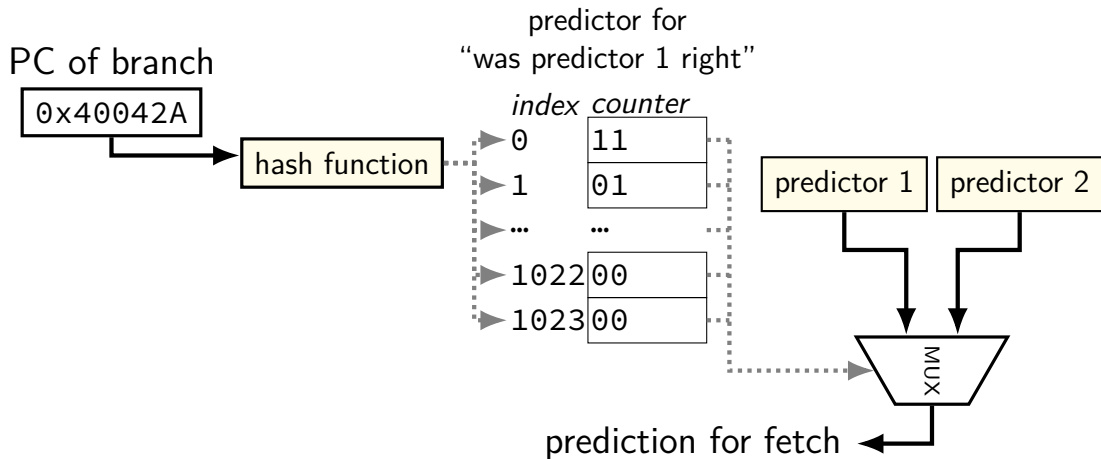 predictor for
“was predictor 1 right”
PC of branch
0x40042A
hash function
index counter
0 11
1 01
… …
1022 00
1023 00
predictor 1 predictor 2
MUX
prediction for fetch